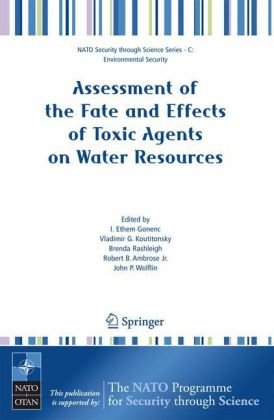 NATO Security through Science Series - C:
Environmental Security
Assessment of
the Fate and Effects
of Toxic Agents
on Water Resources
Edited by
I. Ethem Gonenc
Vladimir G. Koutitonsky
Brenda Rashleigh
Robert B. Ambrose Jr.
John P. Wolflin
Springer
NATO
OTAN
This publication
is supported by:
The NATO Programme
for Security through Science